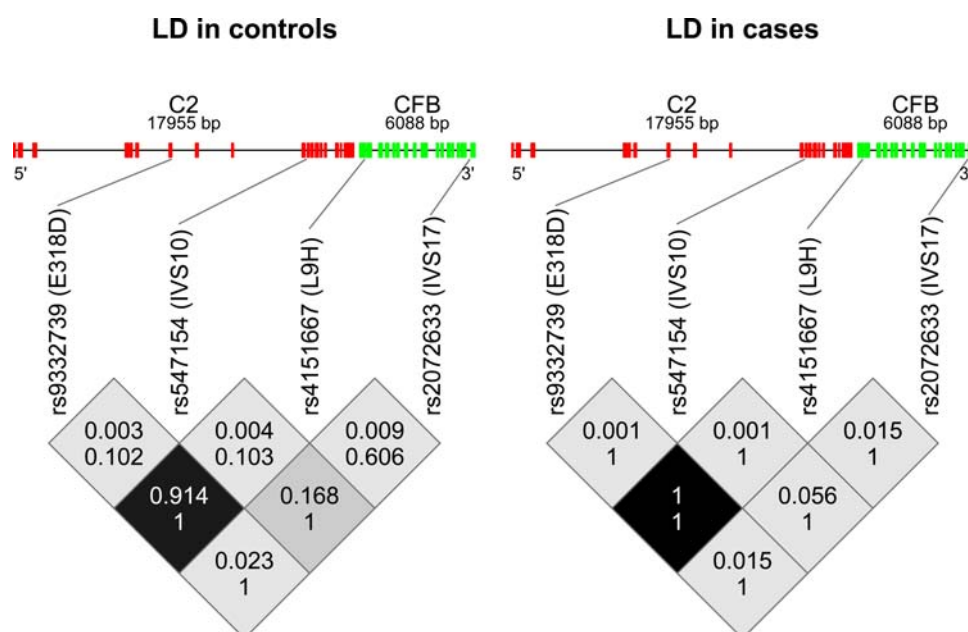 LD in controls
C2
17955 bp
CFB
6088 bp
5'
3'
rs9332739 (E318D)
rs547154 (IVS10)
rs4151667 (L9H)
rs2072633 (IVS17)
0.003
0.102
0.004
0.103
0.009
0.606
0.914
1
0.168
1
0.023
1
LD in cases
C2
17955 bp
CFB
6088 bp
5'
3'
rs9332739 (E318D)
rs547154 (IVS10)
rs4151667 (L9H)
rs2072633 (IVS17)
0.001
1
0.001
1
0.015
1
1
1
0.056
1
0.015
1